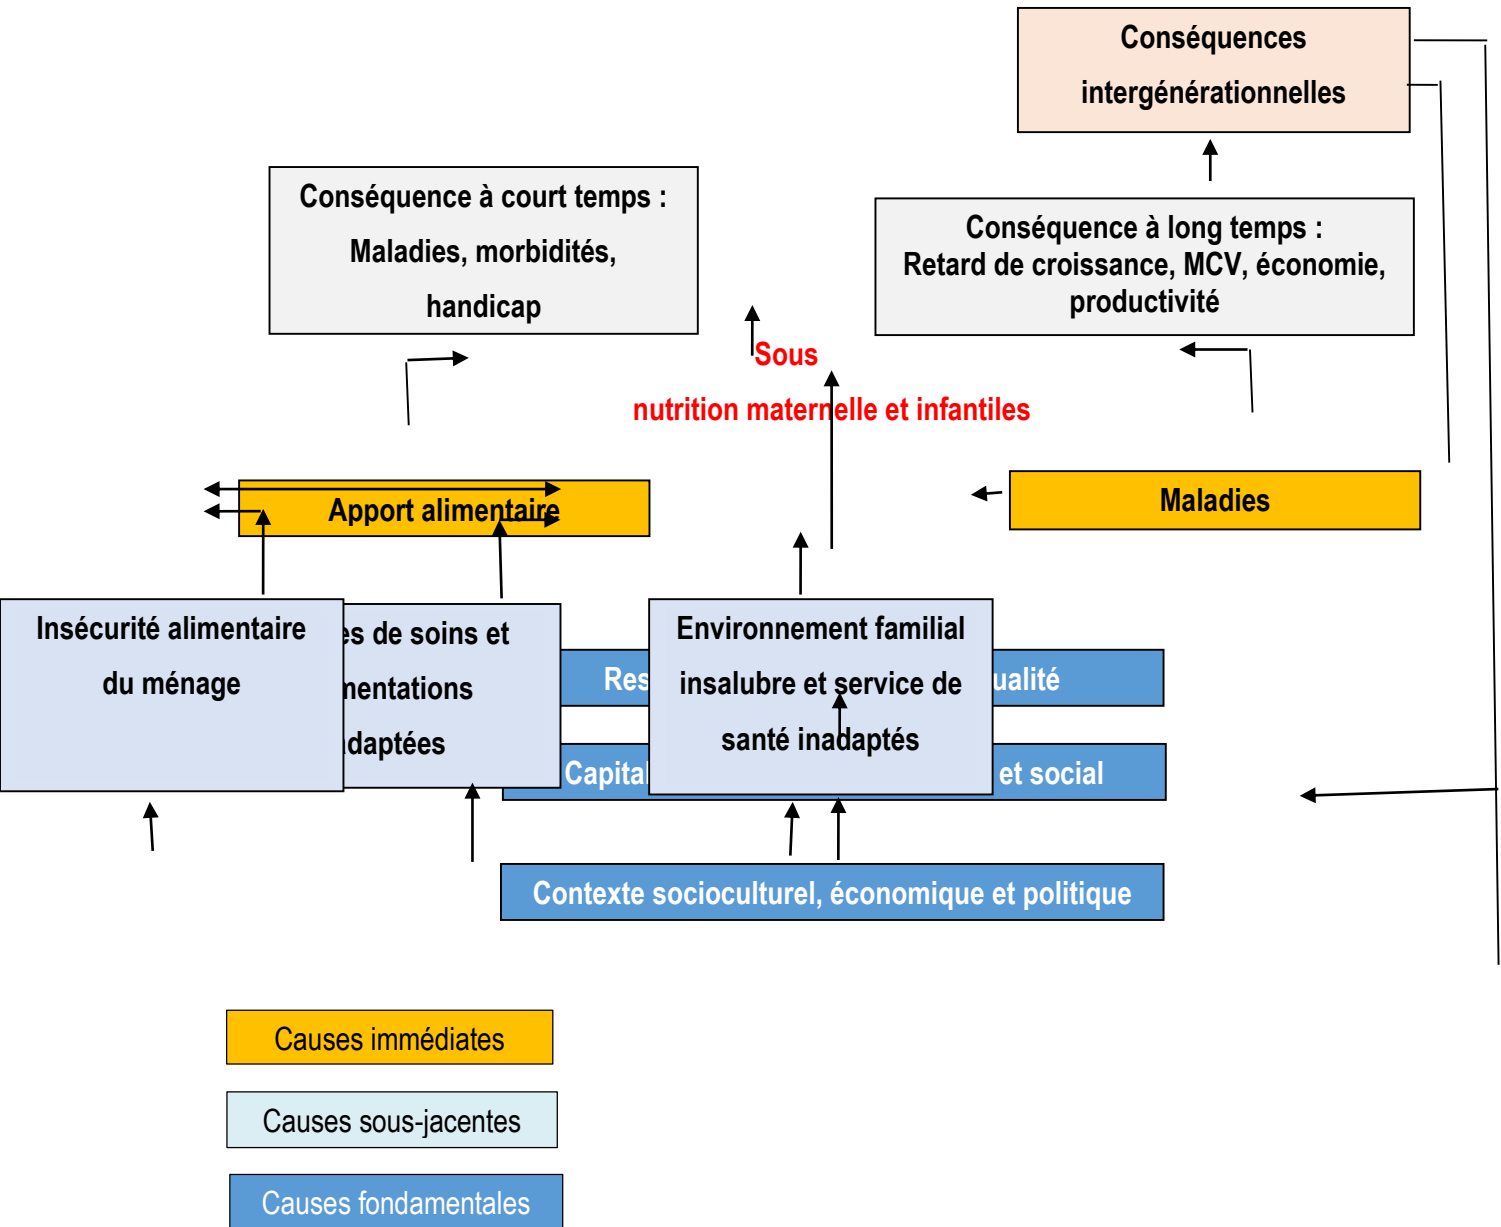 Conséquences
intergénérationnelles
Conséquence à court temps :
Maladies, morbidités,
handicap
Conséquence à long temps :
Retard de croissance, MCV, économie,
productivité
Sous
nutrition maternelle et infantiles
Apport alimentaire
Maladies
Insécurité alimentaire
du ménage
es de soins et
mentations
daptées
Environnement familial
insalubre et service de
santé inadaptés
Res
ualité
Capital
et social
Contexte socioculturel, économique et politique
Causes immédiates
Causes sous-jacentes
Causes fondamentales